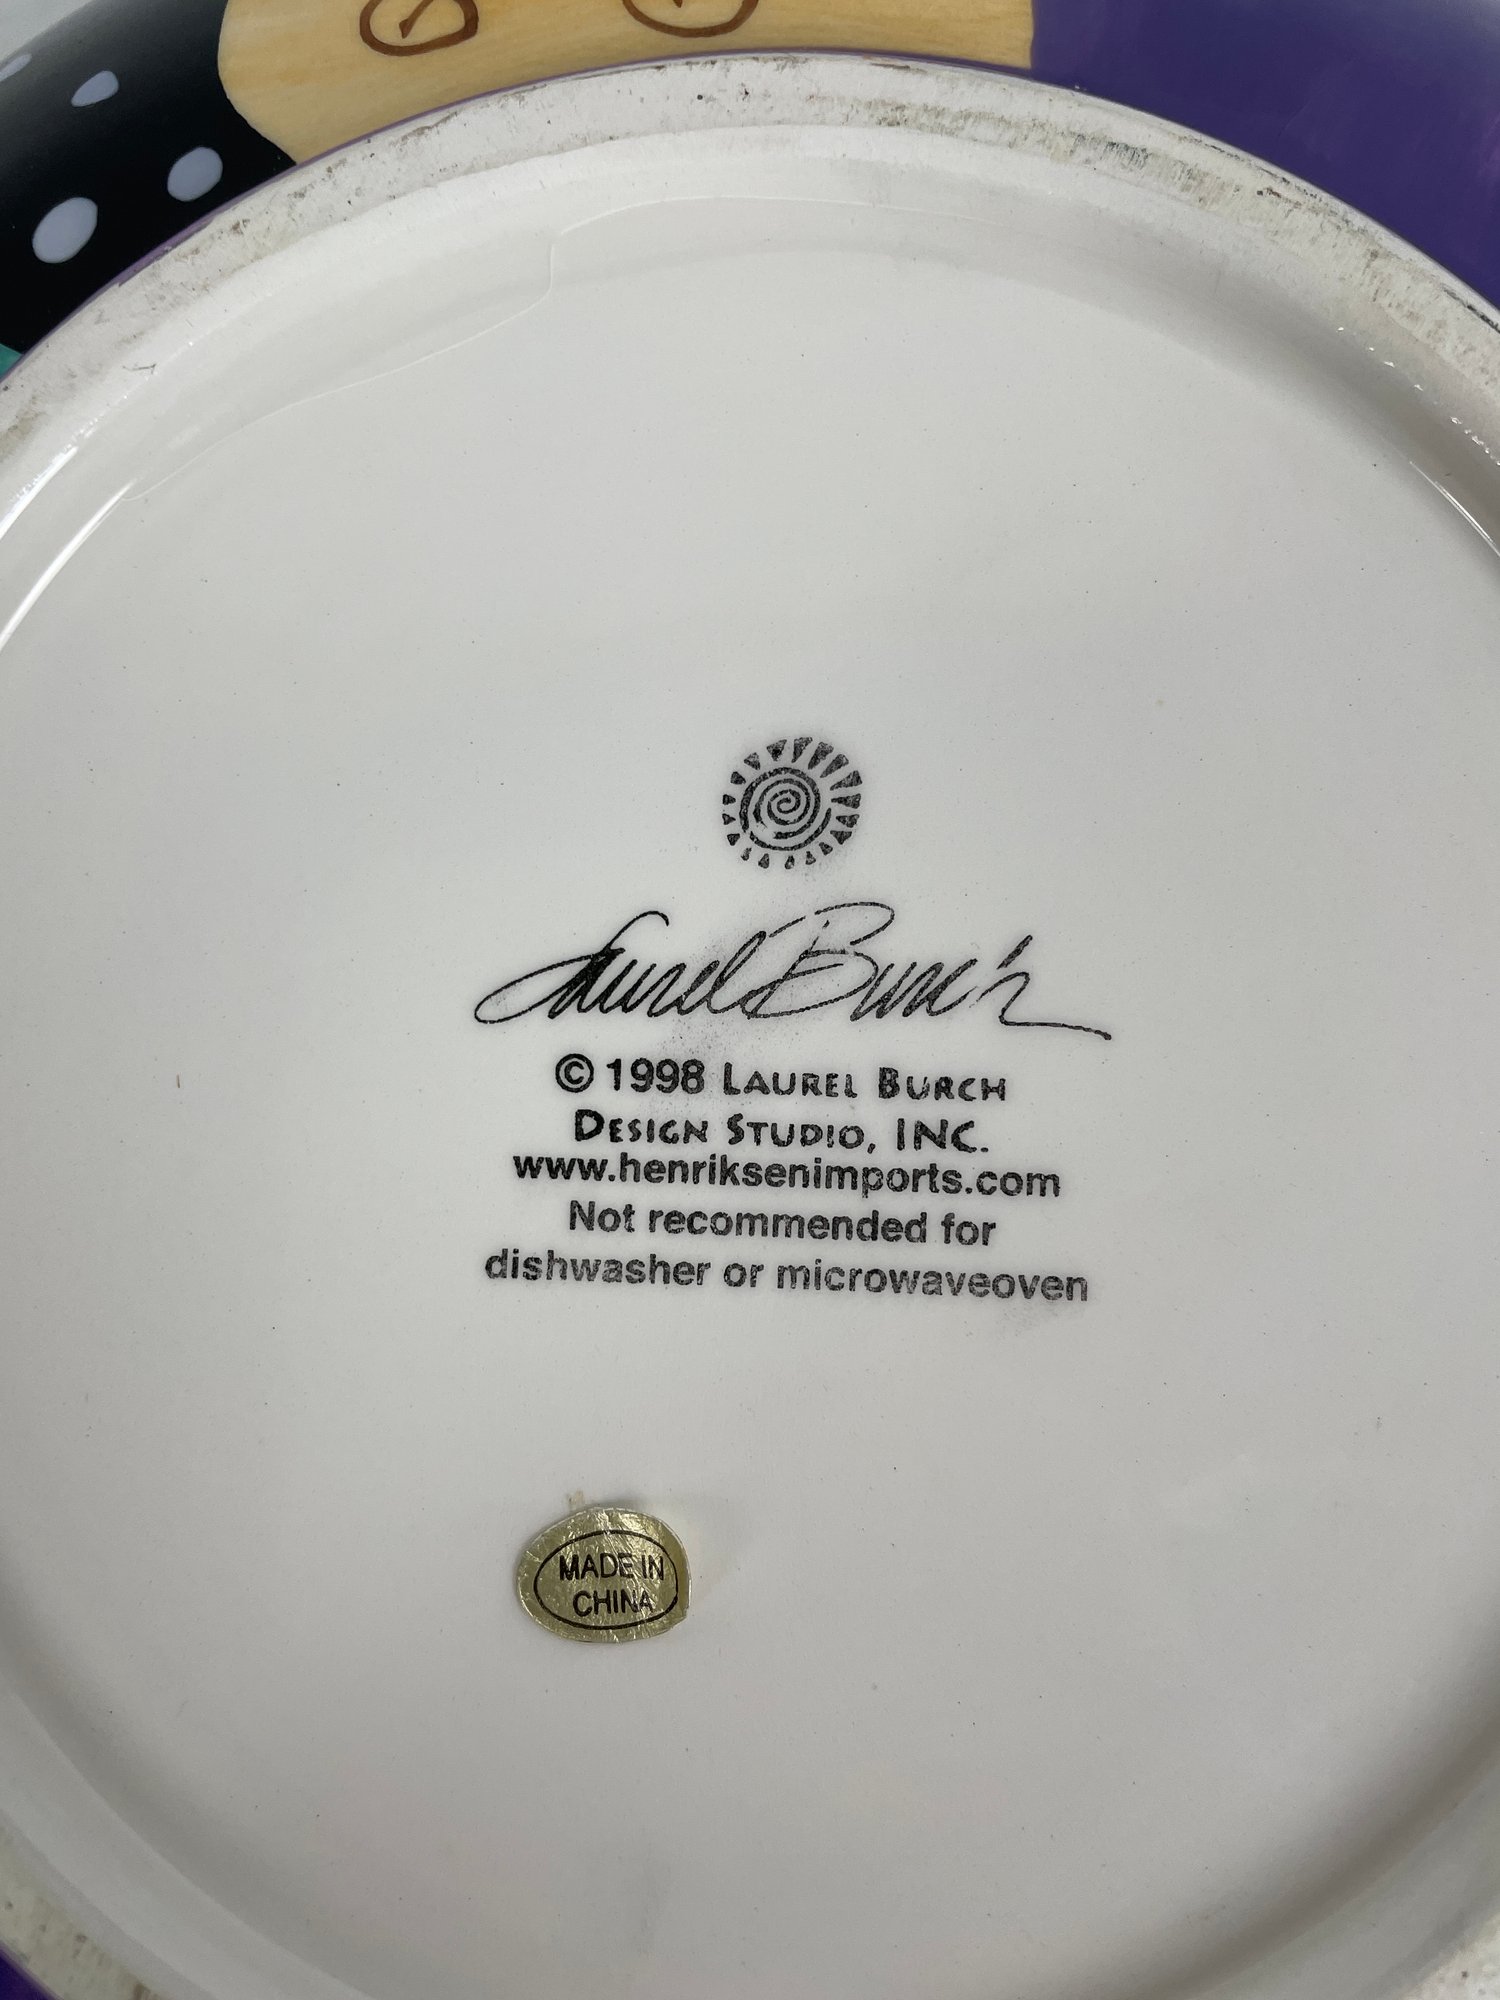 Laurel Burch
© 1998 LAUREL BURCH
DESIGN STUDIO, INC.
www.henriksenimports.com
Not recommended for
dishwasher or microwaveoven
MADE IN
CHINA